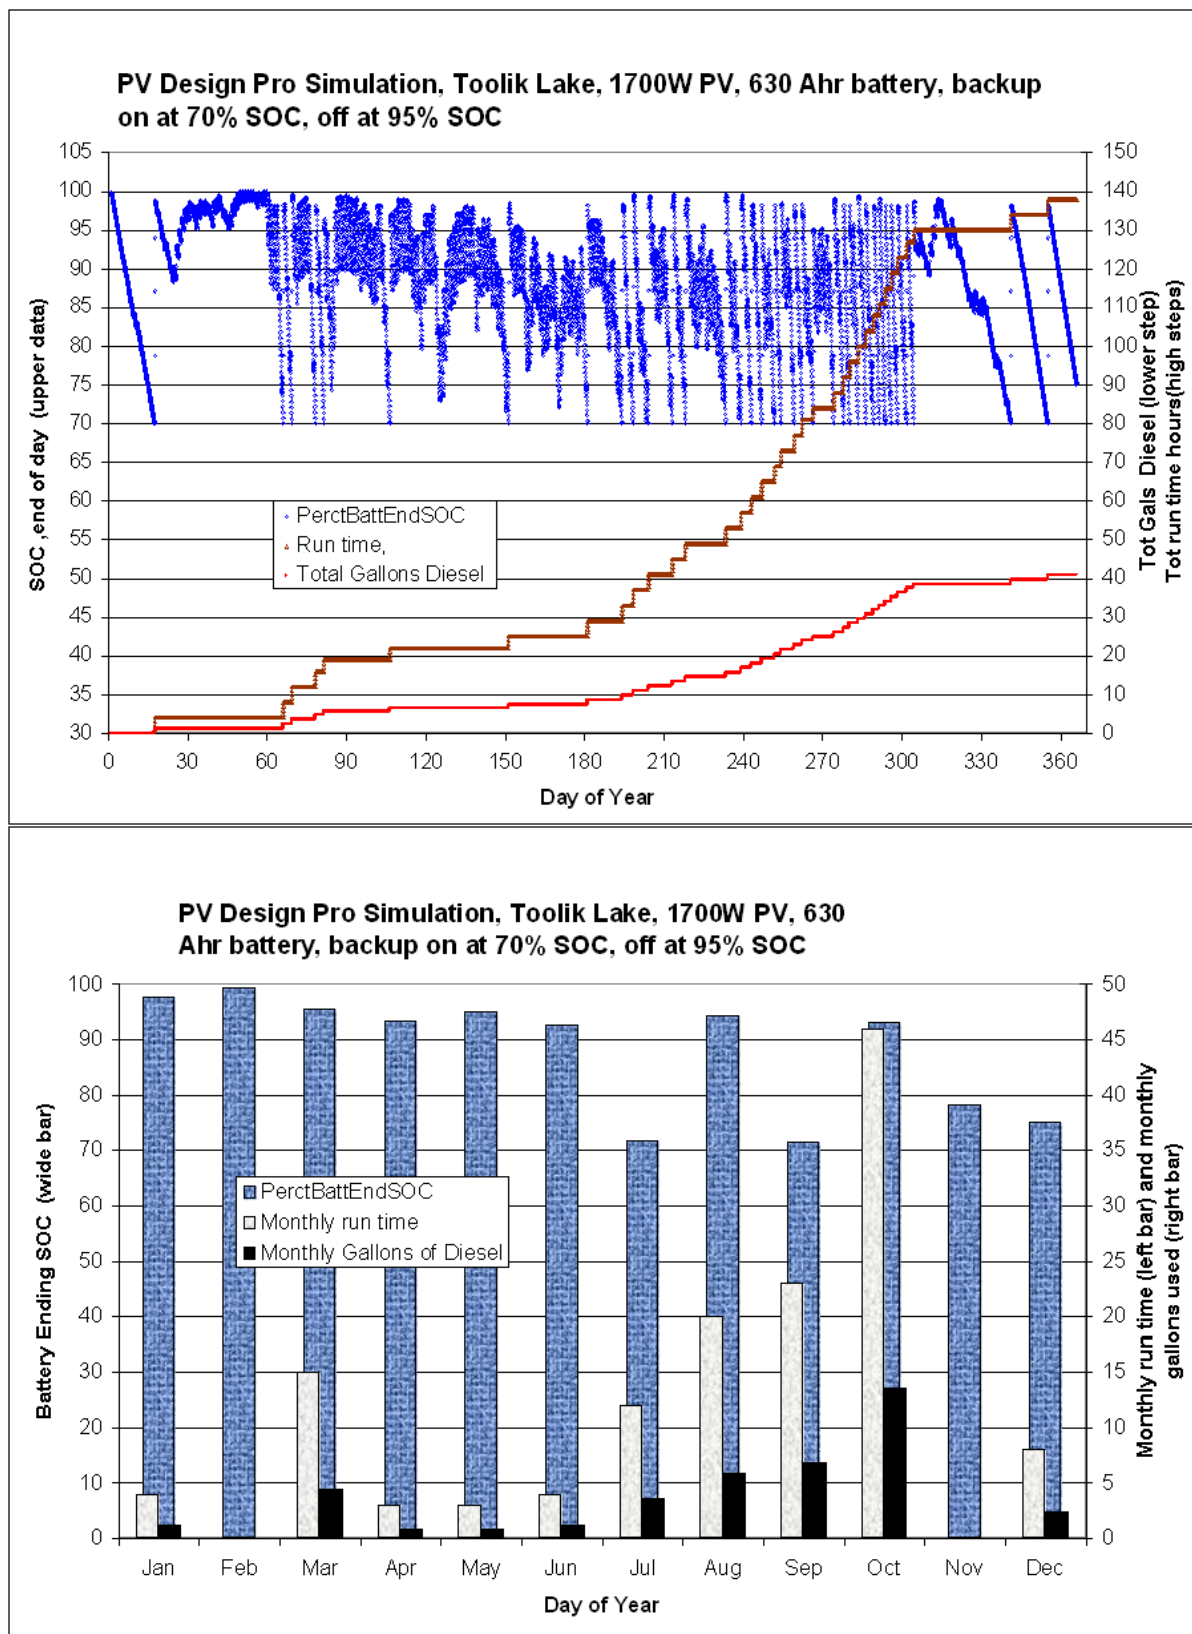 PV Design Pro Simulation, Toolik Lake, 1700W PV, 630 Ahr battery, backup
on at 70% SOC, off at 95% SOC
105
100
95
90
85
80
75
70
65
60
55
50
45
40
35
30
SOC ,end of day  (upper data)
150
140
130
120
110
100
90
80
70
60
50
40
30
20
10
0
Tot Gals  Diesel (lower step)
Tot run time hours(high steps)
PerctBattEndSOC
Run time,
Total Gallons Diesel
0 30 60 90 120 150 180 210 240 270 300 330 360
Day of Year
PV Design Pro Simulation, Toolik Lake, 1700W PV, 630
Ahr battery, backup on at 70% SOC, off at 95% SOC
100
90
80
70
60
50
40
30
20
10
0
Battery Ending SOC  (wide bar)
50
45
40
35
30
25
20
15
10
5
0
Monthly run time (left bar) and monthly
gallons used (right bar)
PerctBattEndSOC
Monthly run time
Monthly Gallons of Diesel
Jan Feb Mar Apr May Jun Jul Aug Sep Oct Nov Dec
Day of Year